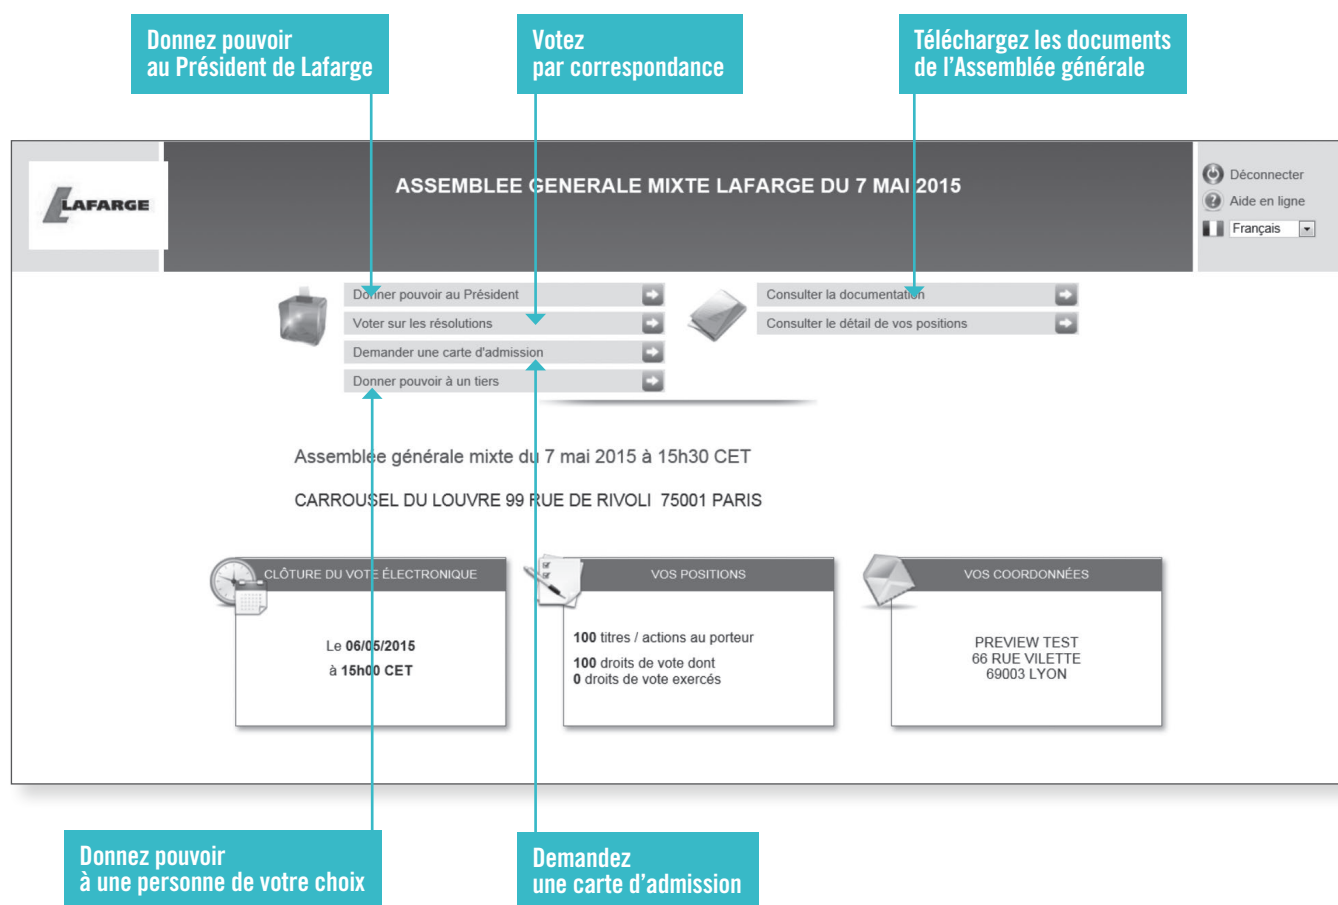 Donnez pouvoir
au Président de Lafarge
Votez
par correspondance
Téléchargez les documents
de l'Assemblée générale
LAFARGE
ASSEMBLEE GENERALE MIXTE LAFARGE DU 7 MAI 2015
Déconnecter
Aide en ligne
Français
Donner pouvoir au Président
Voter sur les résolutions
Demander une carte d'admission
Donner pouvoir à un tiers
Consulter la documentation
Consulter le détail de vos positions
Assemblée générale mixte du 7 mai 2015 à 15h30 CET
CARROUSEL DU LOUVRE 99 RUE DE RIVOLI 75001 PARIS
CLÔTURE DU VOTE ÉLECTRONIQUE
Le 06/05/2015
à 15h00 CET
VOS POSITIONS
100 titres / actions au porteur
100 droits de vote dont
0 droits de vote exercés
VOS COORDONNÉES
PREVIEW TEST
66 RUE VILETTE
69003 LYON
Donnez pouvoir
à une personne de votre choix
Demandez
une carte d'admission